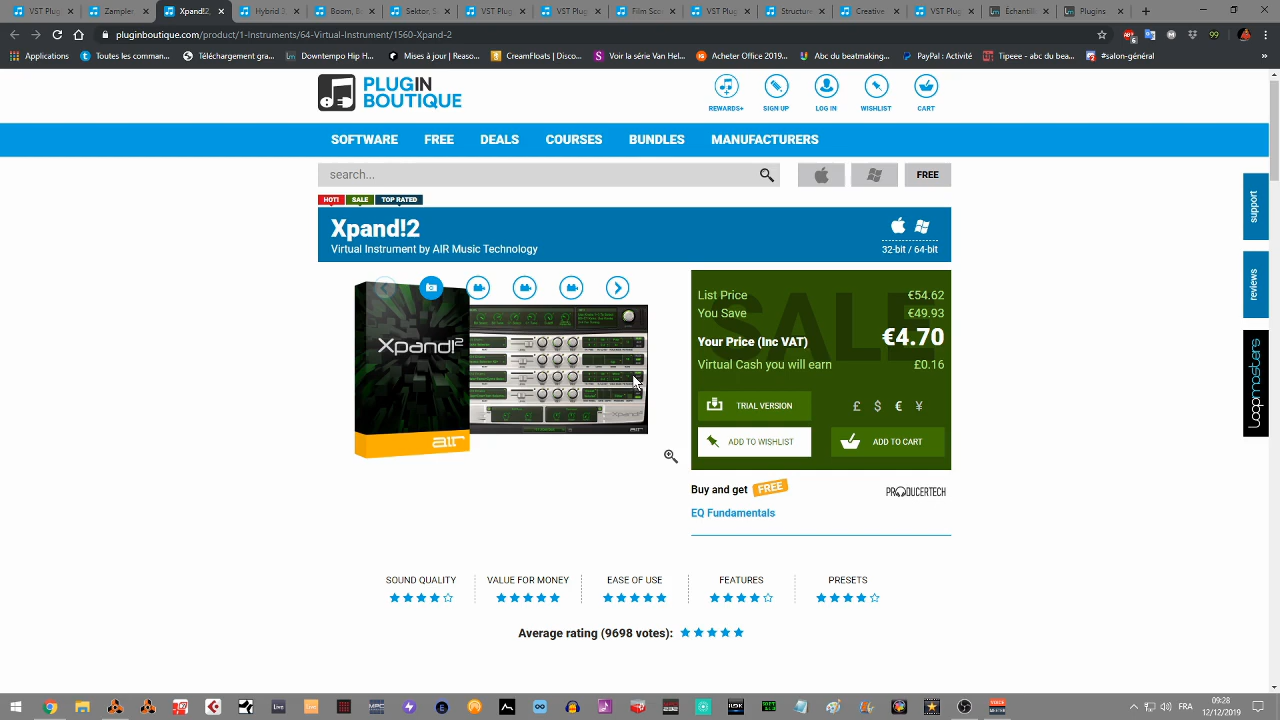 VST Plug
Zample
Xpand!2
Hybrid 3
VST Plug
VST Plug
VST Plug
Film Sco
Structure
VST Plug
Echantill
Plugins
pluginboutique.com/product/1-Instruments/64-Virtual-Instrument/1560-Xpand-2
99
Applications
Toutes les comman...
Téléchargement gra...
Downtempo Hip H...
Mises à jour | Reaso...
CreamFloats | Disco...
Voir la série Van He...
Acheter Office 2019...
Abc du beatmaking...
PayPal : Activité
Tipeee - abc du bea...
#salon-général
PLUGIN
BOUTIQUE
REWARDS+
SIGN UP
LOG IN
WISHLIST
CART
SOFTWARE
FREE
DEALS
COURSES
BUNDLES
MANUFACTURERS
search...
FREE
HOT!
SALE
TOP RATED
Xpand!2
Virtual Instrument by AIR Music Technology
32-bit / 64-bit
support
reviews
loopmasters
Xpand!²
air
SALE
List Price €54.62
You Save €49.93
Your Price (Inc VAT) €4.70
Virtual Cash you will earn £0.16
TRIAL VERSION
£ $ € ¥
ADD TO WISHLIST
ADD TO CART
Buy and get FREE
PRODUCERTECH
EQ Fundamentals
SOUND QUALITY
VALUE FOR MONEY
EASE OF USE
FEATURES
PRESETS
Average rating (9698 votes):
Live
MPC
FRA
09:28
12/12/2019